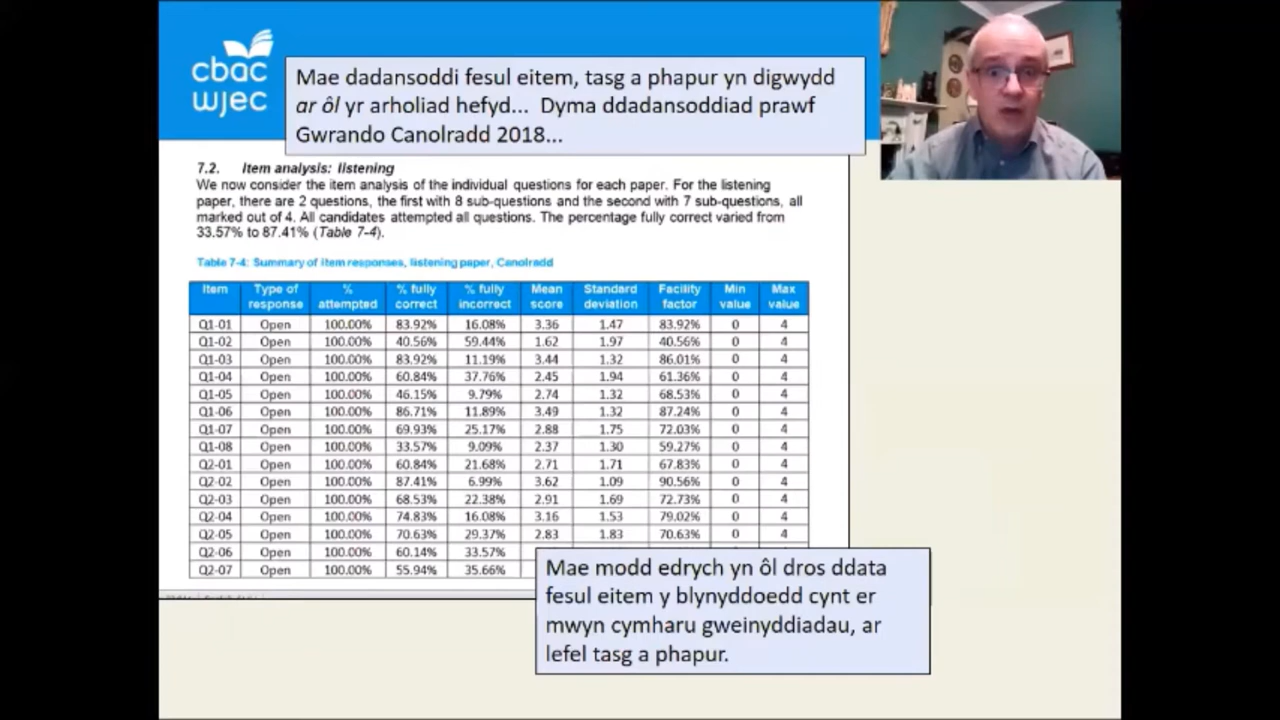 cbac
wjec
Mae dadansoddi fesul eitem, tasg a phapur yn digwydd
ar ôl yr arholiad hefyd... Dyma ddadansoddiad prawf
Gwrando Canolradd 2018...
7.2. Item analysis: listening
We now consider the item analysis of the individual questions for each paper. For the listening
paper, there are 2 questions, the first with 8 sub-questions and the second with 7 sub-questions, all
marked out of 4. All candidates attempted all questions. The percentage fully correct varied from
33.57% to 87.41% (Table 7-4).
Table 7-4: Summary of item responses, listening paper, Canolradd
Item Type of response % attempted % fully correct % fully incorrect Mean score Standard deviation Facility factor Min value Max value
Q1-01 Open 100.00% 83.92% 16.08% 3.36 1.47 83.92% 0 4
Q1-02 Open 100.00% 40.56% 59.44% 1.62 1.97 40.56% 0 4
Q1-03 Open 100.00% 83.92% 11.19% 3.44 1.32 86.01% 0 4
Q1-04 Open 100.00% 60.84% 37.76% 2.45 1.94 61.36% 0 4
Q1-05 Open 100.00% 46.15% 9.79% 2.74 1.32 68.53% 0 4
Q1-06 Open 100.00% 86.71% 11.89% 3.49 1.32 87.24% 0 4
Q1-07 Open 100.00% 69.93% 25.17% 2.88 1.75 72.03% 0 4
Q1-08 Open 100.00% 33.57% 9.09% 2.37 1.30 59.27% 0 4
Q2-01 Open 100.00% 60.84% 21.68% 2.71 1.71 67.83% 0 4
Q2-02 Open 100.00% 87.41% 6.99% 3.62 1.09 90.56% 0 4
Q2-03 Open 100.00% 68.53% 22.38% 2.91 1.69 72.73% 0 4
Q2-04 Open 100.00% 74.83% 16.08% 3.16 1.53 79.02% 0 4
Q2-05 Open 100.00% 70.63% 29.37% 2.83 1.83 70.63% 0 4
Q2-06 Open 100.00% 60.14% 33.57%
Q2-07 Open 100.00% 55.94% 35.66%
Mae modd edrych yn ôl dros ddata
fesul eitem y blynyddoedd cynt er
mwyn cymharu gweinyddiadau, ar
lefel tasg a phapur.